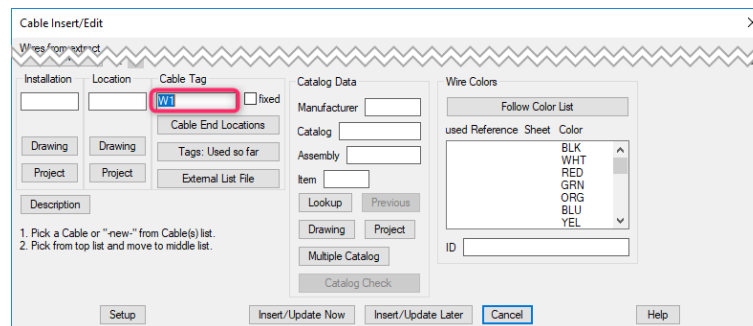 Cable Insert/Edit
Wires from extract
Installation
Location
Cable Tag
W1
fixed
Cable End Locations
Drawing
Drawing
Tags: Used so far
Project
Project
External List File
Description
1. Pick a Cable or "-new-" from Cable(s) list.
2. Pick from top list and move to middle list.
Catalog Data
Manufacturer
Catalog
Assembly
Item
Lookup
Previous
Drawing
Project
Multiple Catalog
Catalog Check
Wire Colors
Follow Color List
used Reference Sheet Color
BLK
WHT
RED
GRN
ORG
BLU
YEL
ID
Setup
Insert/Update Now
Insert/Update Later
Cancel
Help